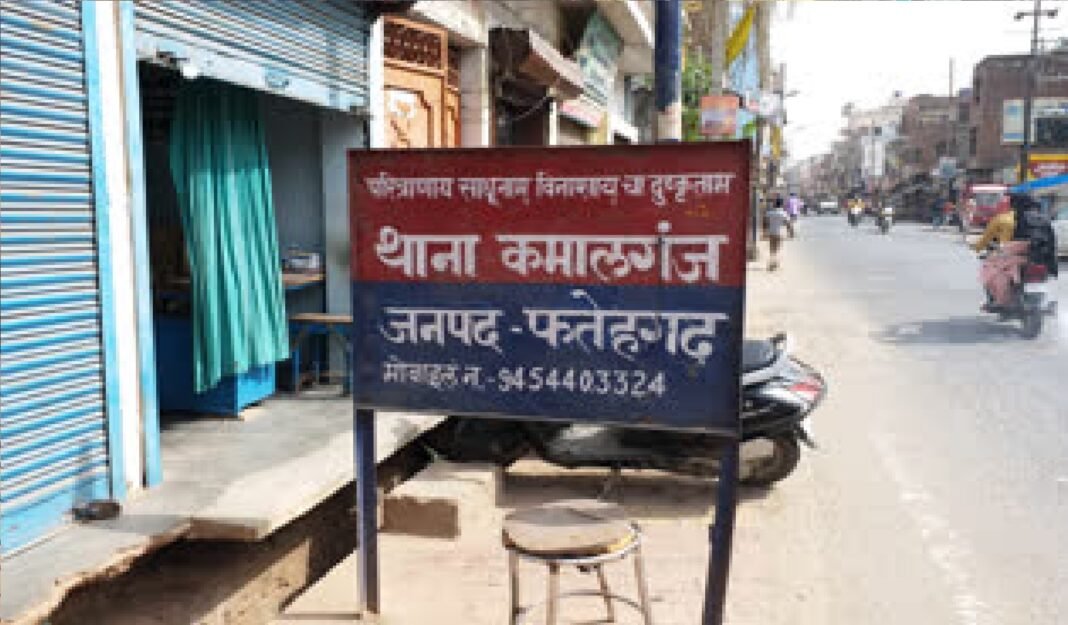 परित्राणाय साधूनाम् विनाशाय चा दुष्कृताम
थाना कमालगंज
जनपद - फतेहगढ़
मोबाइल न.-9454403324